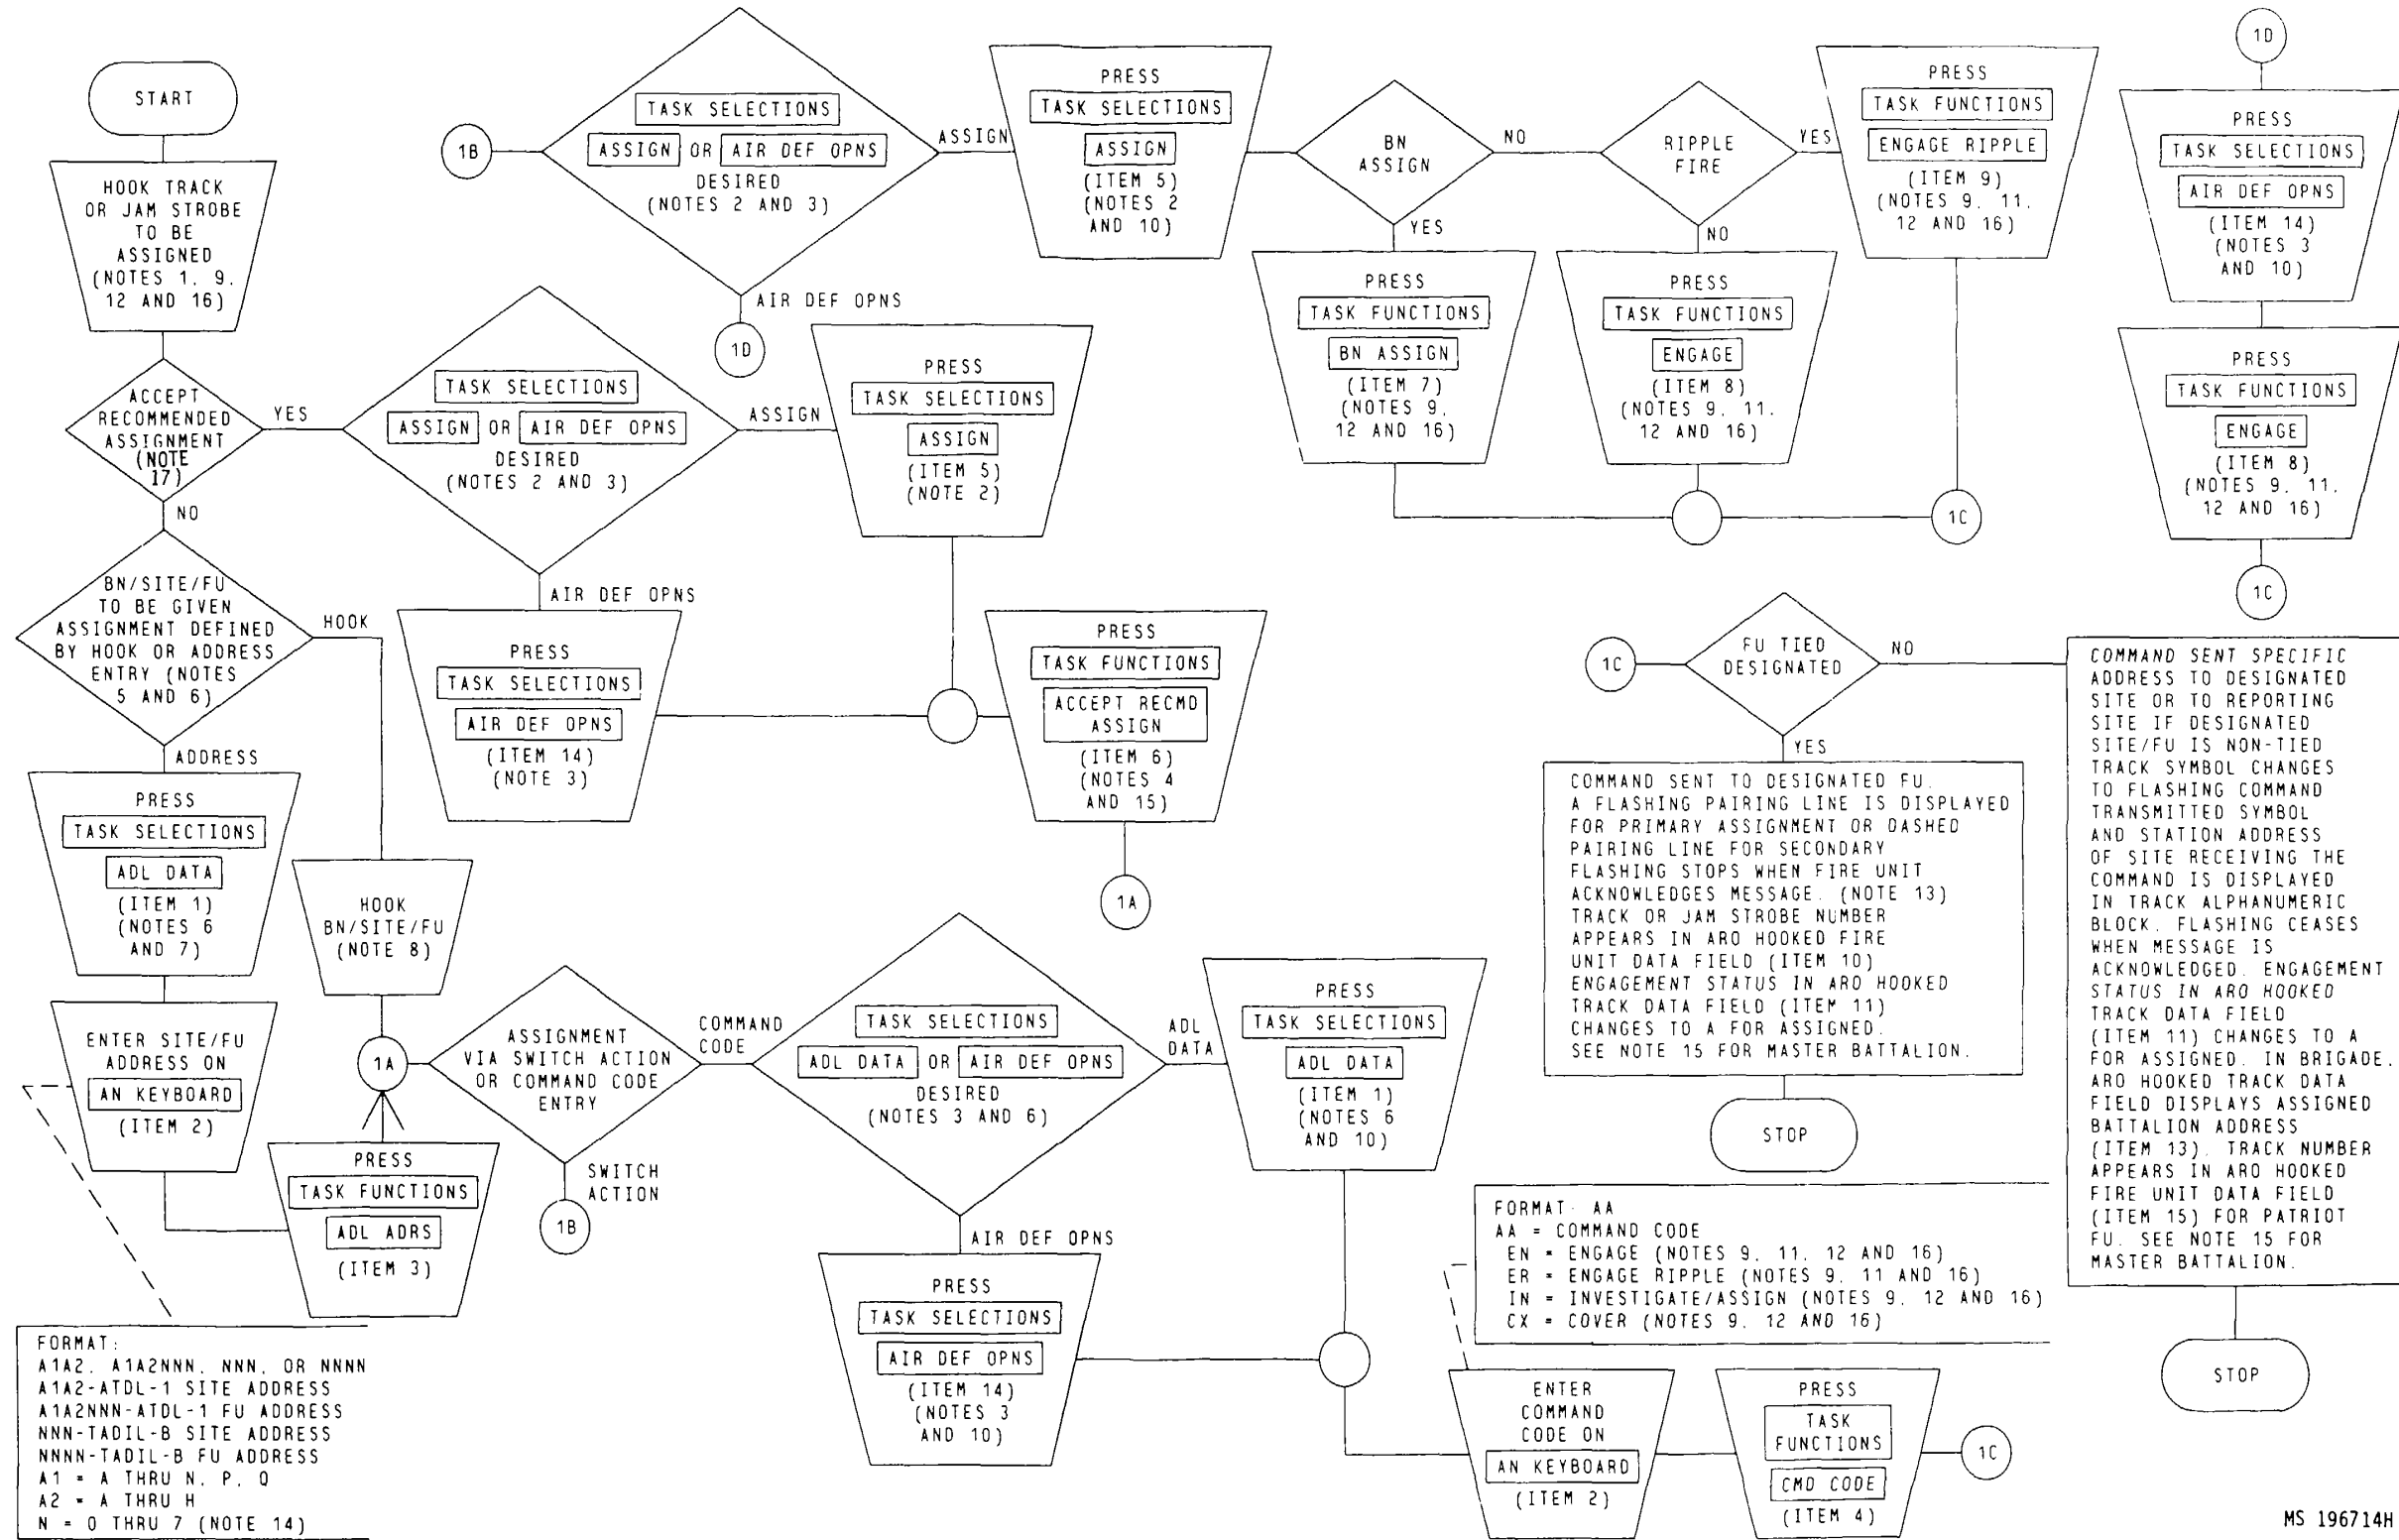 START
HOOK TRACK
OR JAM STROBE
TO BE
ASSIGNED
(NOTES 1, 9,
12 AND 16)
ACCEPT
RECOMMENDED
ASSIGNMENT
(NOTE
17)
YES
NO
BN/SITE/FU
TO BE GIVEN
ASSIGNMENT DEFINED
BY HOOK OR ADDRESS
ENTRY (NOTES
5 AND 6)
HOOK
ADDRESS
PRESS
TASK SELECTIONS
ADL DATA
(ITEM 1)
(NOTES 6
AND 7)
ENTER SITE/FU
ADDRESS ON
AN KEYBOARD
(ITEM 2)
FORMAT:
A1A2, A1A2NNN, NNN, OR NNNN
A1A2-ATDL-1 SITE ADDRESS
A1A2NNN-ATDL-1 FU ADDRESS
NNN-TADIL-B SITE ADDRESS
NNNN-TADIL-B FU ADDRESS
A1 = A THRU N, P, Q
A2 = A THRU H
N = 0 THRU 7 (NOTE 14)
HOOK
BN/SITE/FU
(NOTE 8)
1A
PRESS
TASK FUNCTIONS
ADL ADRS
(ITEM 3)
1B
TASK SELECTIONS
ASSIGN OR AIR DEF OPNS
DESIRED
(NOTES 2 AND 3)
ASSIGN
AIR DEF OPNS
1D
TASK SELECTIONS
ASSIGN OR AIR DEF OPNS
DESIRED
(NOTES 2 AND 3)
ASSIGN
AIR DEF OPNS
PRESS
TASK SELECTIONS
AIR DEF OPNS
(ITEM 14)
(NOTE 3)
PRESS
TASK SELECTIONS
ASSIGN
(ITEM 5)
(NOTE 2)
PRESS
TASK FUNCTIONS
ACCEPT RECMD
ASSIGN
(ITEM 6)
(NOTES 4
AND 15)
1A
PRESS
TASK SELECTIONS
ASSIGN
(ITEM 5)
(NOTES 2
AND 10)
BN
ASSIGN
NO
YES
PRESS
TASK FUNCTIONS
BN ASSIGN
(ITEM 7)
(NOTES 9,
12 AND 16)
RIPPLE
FIRE
YES
NO
PRESS
TASK FUNCTIONS
ENGAGE
(ITEM 8)
(NOTES 9, 11,
12 AND 16)
PRESS
TASK FUNCTIONS
ENGAGE RIPPLE
(ITEM 9)
(NOTES 9, 11,
12 AND 16)
1C
1D
PRESS
TASK SELECTIONS
AIR DEF OPNS
(ITEM 14)
(NOTES 3
AND 10)
PRESS
TASK FUNCTIONS
ENGAGE
(ITEM 8)
(NOTES 9, 11,
12 AND 16)
1C
ASSIGNMENT
VIA SWITCH ACTION
OR COMMAND CODE
ENTRY
COMMAND
CODE
SWITCH
ACTION
1B
TASK SELECTIONS
ADL DATA OR AIR DEF OPNS
DESIRED
(NOTES 3 AND 6)
ADL
DATA
AIR DEF OPNS
PRESS
TASK SELECTIONS
ADL DATA
(ITEM 1)
(NOTES 6
AND 10)
PRESS
TASK SELECTIONS
AIR DEF OPNS
(ITEM 14)
(NOTES 3
AND 10)
1C
FU TIED
DESIGNATED
NO
YES
COMMAND SENT TO DESIGNATED FU.
A FLASHING PAIRING LINE IS DISPLAYED
FOR PRIMARY ASSIGNMENT OR DASHED
PAIRING LINE FOR SECONDARY
FLASHING STOPS WHEN FIRE UNIT
ACKNOWLEDGES MESSAGE. (NOTE 13)
TRACK OR JAM STROBE NUMBER
APPEARS IN ARO HOOKED FIRE
UNIT DATA FIELD (ITEM 10)
ENGAGEMENT STATUS IN ARO HOOKED
TRACK DATA FIELD (ITEM 11)
CHANGES TO A FOR ASSIGNED.
SEE NOTE 15 FOR MASTER BATTALION.
STOP
FORMAT: AA
AA = COMMAND CODE
EN = ENGAGE (NOTES 9, 11, 12 AND 16)
ER = ENGAGE RIPPLE (NOTES 9, 11 AND 16)
IN = INVESTIGATE/ASSIGN (NOTES 9, 12 AND 16)
CX = COVER (NOTES 9, 12 AND 16)
ENTER
COMMAND
CODE ON
AN KEYBOARD
(ITEM 2)
PRESS
TASK
FUNCTIONS
CMD CODE
(ITEM 4)
1C
COMMAND SENT SPECIFIC
ADDRESS TO DESIGNATED
SITE OR TO REPORTING
SITE IF DESIGNATED
SITE/FU IS NON-TIED
TRACK SYMBOL CHANGES
TO FLASHING COMMAND
TRANSMITTED SYMBOL
AND STATION ADDRESS
OF SITE RECEIVING THE
COMMAND IS DISPLAYED
IN TRACK ALPHANUMERIC
BLOCK. FLASHING CEASES
WHEN MESSAGE IS
ACKNOWLEDGED. ENGAGEMENT
STATUS IN ARO HOOKED
TRACK DATA FIELD
(ITEM 11) CHANGES TO A
FOR ASSIGNED. IN BRIGADE,
ARO HOOKED TRACK DATA
FIELD DISPLAYS ASSIGNED
BATTALION ADDRESS
(ITEM 13). TRACK NUMBER
APPEARS IN ARO HOOKED
FIRE UNIT DATA FIELD
(ITEM 15) FOR PATRIOT
FU. SEE NOTE 15 FOR
MASTER BATTALION.
STOP
MS 196714H